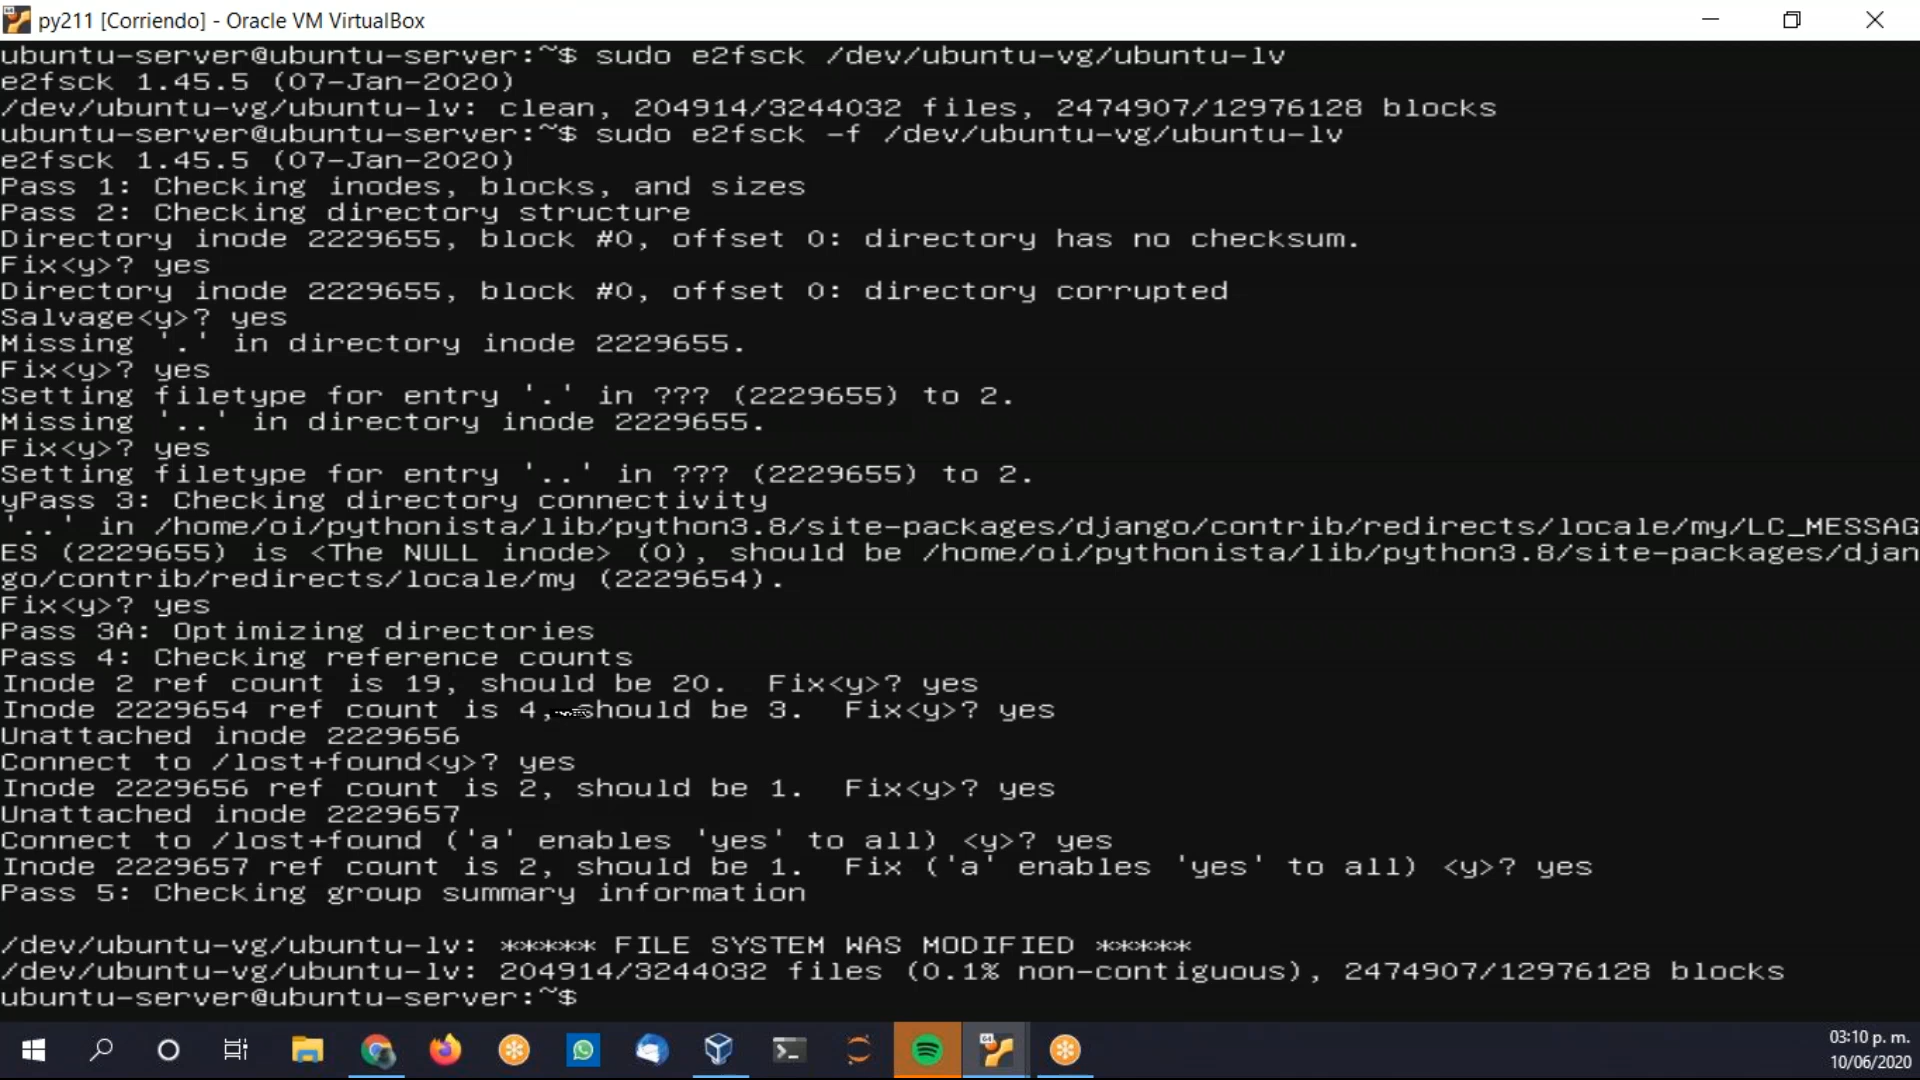 py211 [Corriendo] - Oracle VM VirtualBox
ubuntu-server@ubuntu-server:~$ sudo e2fsck /dev/ubuntu-vg/ubuntu-lv
e2fsck 1.45.5 (07-Jan-2020)
/dev/ubuntu-vg/ubuntu-lv: clean, 204914/3244032 files, 2474907/12976128 blocks
ubuntu-server@ubuntu-server:~$ sudo e2fsck -f /dev/ubuntu-vg/ubuntu-lv
e2fsck 1.45.5 (07-Jan-2020)
Pass 1: Checking inodes, blocks, and sizes
Pass 2: Checking directory structure
Directory inode 2229655, block #0, offset 0: directory has no checksum.
Fix<y>? yes
Directory inode 2229655, block #0, offset 0: directory corrupted
Salvage<y>? yes
Missing '.' in directory inode 2229655.
Fix<y>? yes
Setting filetype for entry '.' in ??? (2229655) to 2.
Missing '..' in directory inode 2229655.
Fix<y>? yes
Setting filetype for entry '..' in ??? (2229655) to 2.
yPass 3: Checking directory connectivity
'..' in /home/oi/pythonista/lib/python3.8/site-packages/django/contrib/redirects/locale/my/LC_MESSAG
ES (2229655) is <The NULL inode> (0), should be /home/oi/pythonista/lib/python3.8/site-packages/djan
go/contrib/redirects/locale/my (2229654).
Fix<y>? yes
Pass 3A: Optimizing directories
Pass 4: Checking reference counts
Inode 2 ref count is 19, should be 20.  Fix<y>? yes
Inode 2229654 ref count is 4, should be 3.  Fix<y>? yes
Unattached inode 2229656
Connect to /lost+found<y>? yes
Inode 2229656 ref count is 2, should be 1.  Fix<y>? yes
Unattached inode 2229657
Connect to /lost+found ('a' enables 'yes' to all) <y>? yes
Inode 2229657 ref count is 2, should be 1.  Fix ('a' enables 'yes' to all) <y>? yes
Pass 5: Checking group summary information
/dev/ubuntu-vg/ubuntu-lv: ***** FILE SYSTEM WAS MODIFIED *****
/dev/ubuntu-vg/ubuntu-lv: 204914/3244032 files (0.1% non-contiguous), 2474907/12976128 blocks
ubuntu-server@ubuntu-server:~$
03:10 p. m.
10/06/2020